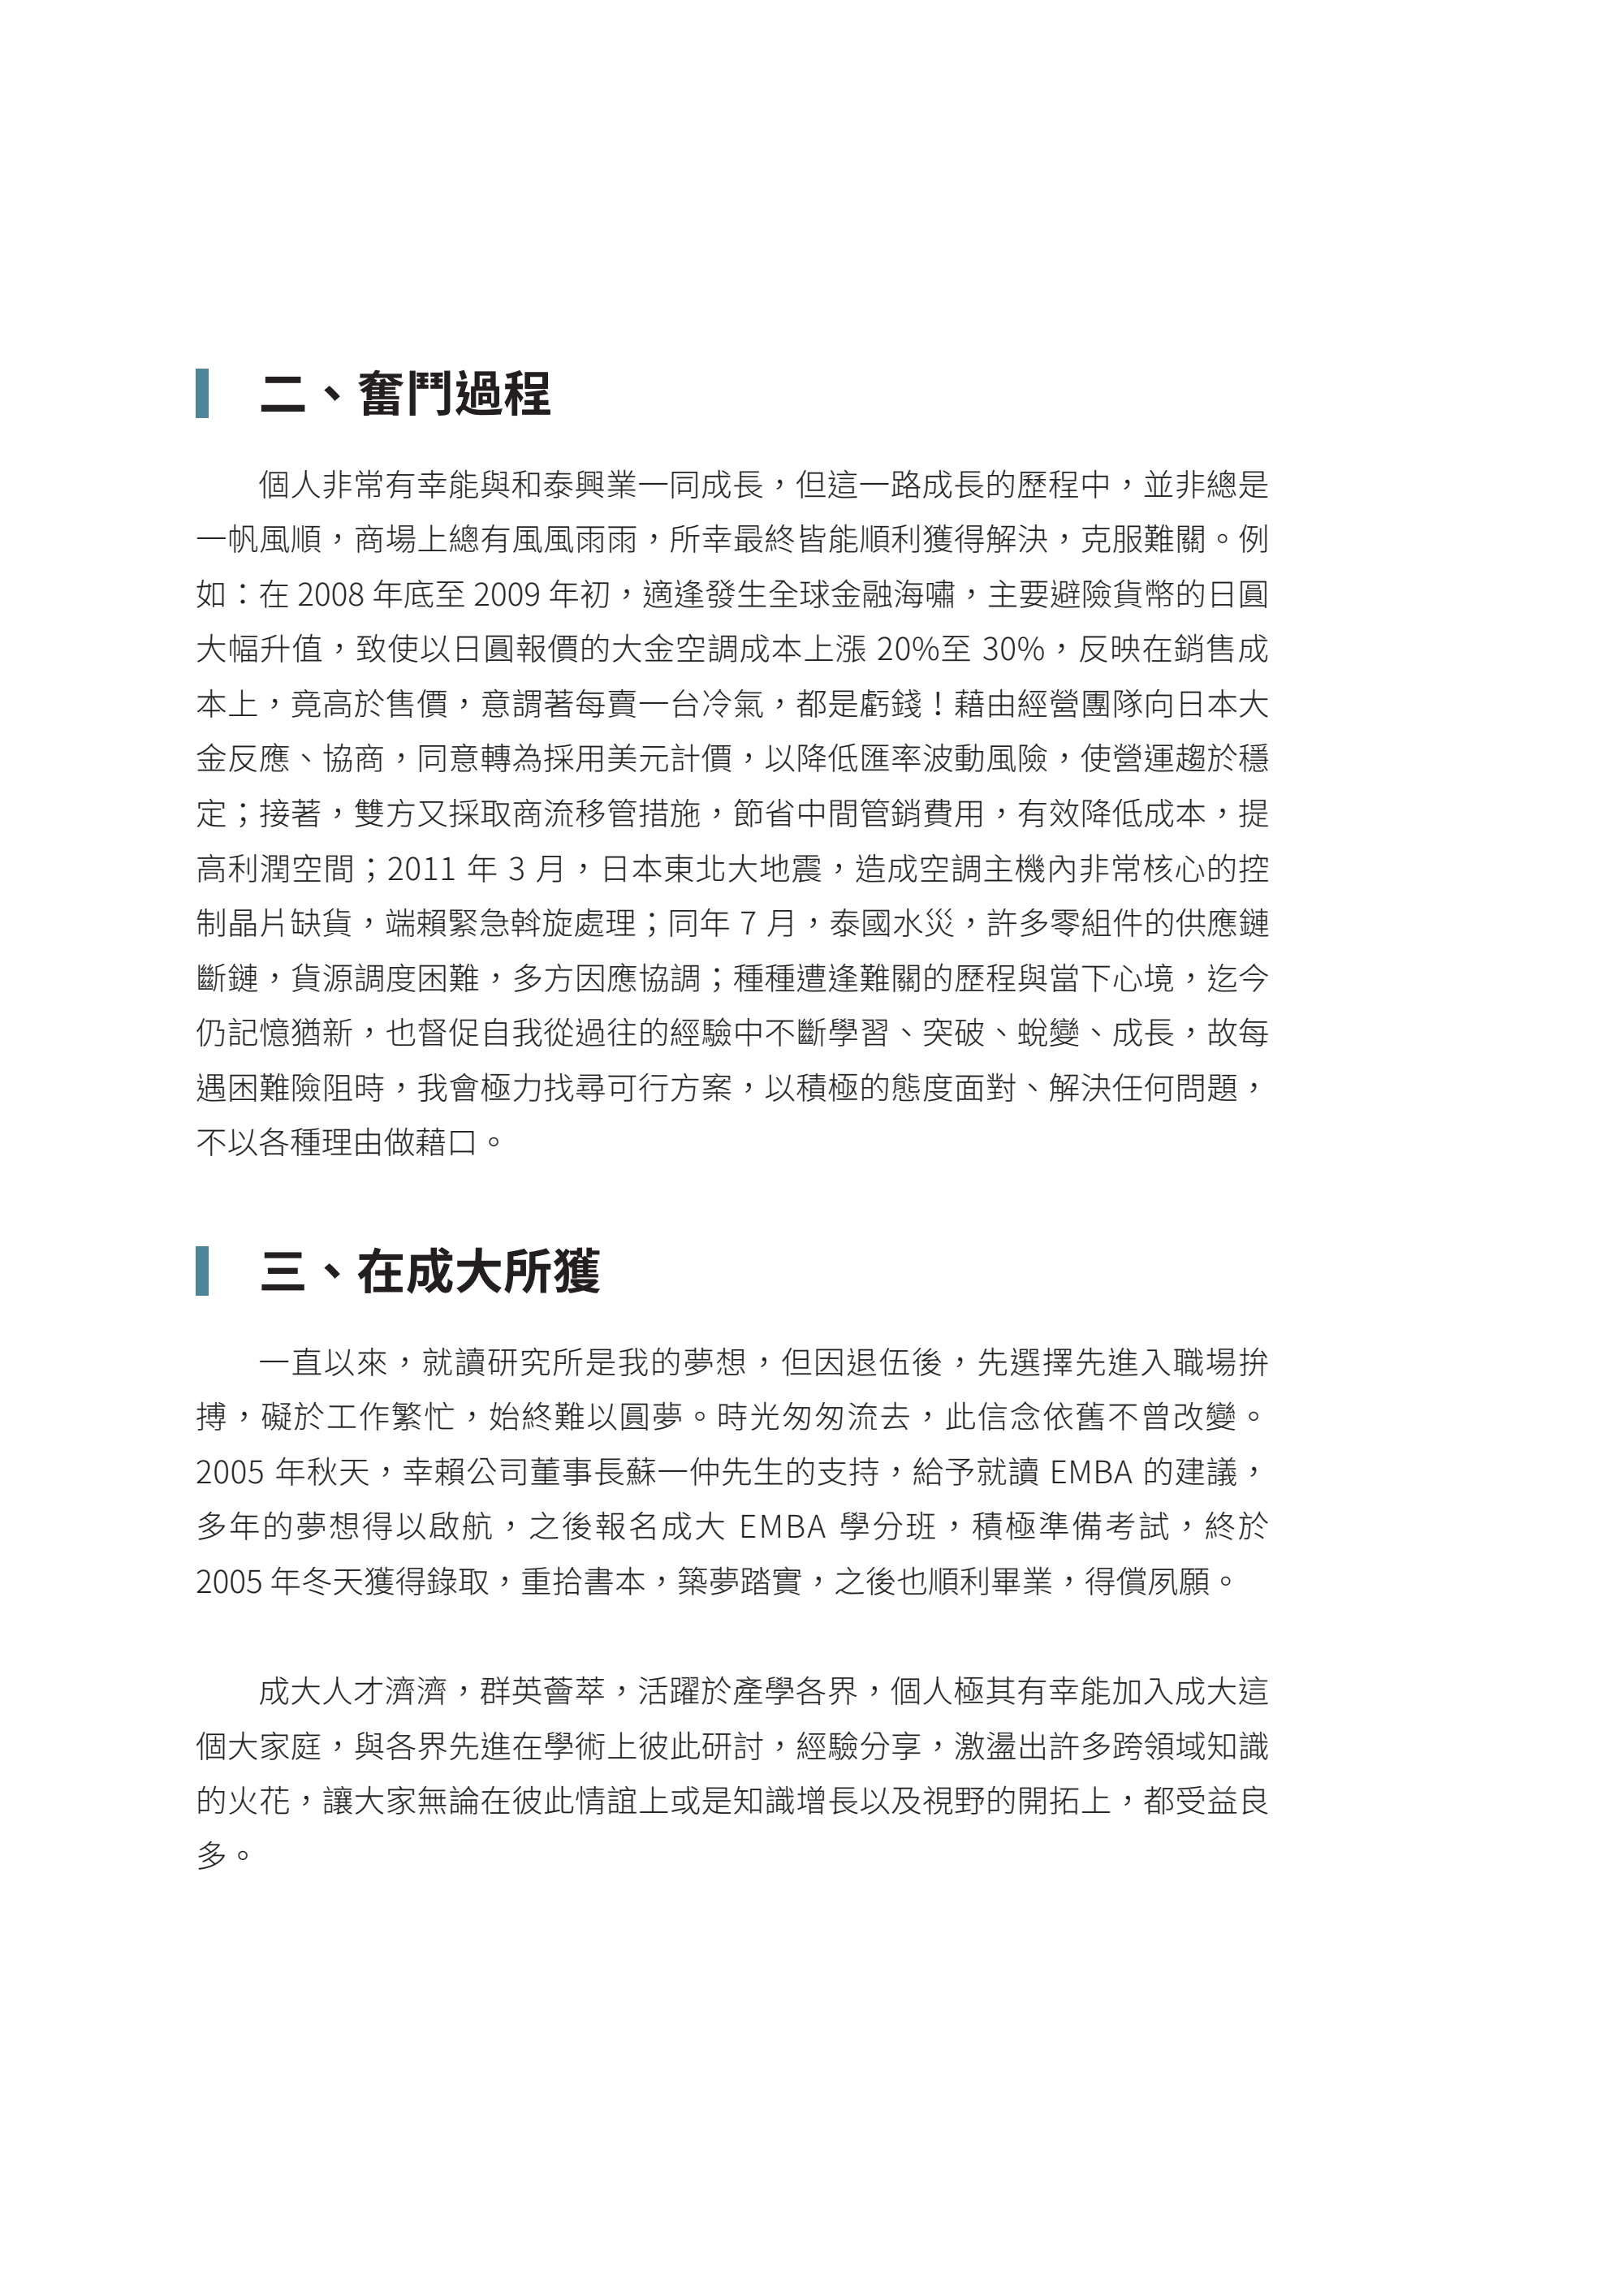 二、奮鬥過程
個人非常有幸能與和泰興業一同成長，但這一路成長的歷程中，並非總是
一帆風順，商場上總有風風雨雨，所幸最終皆能順利獲得解決，克服難關。例
如：在 2008 年底至 2009 年初，適逢發生全球金融海嘯，主要避險貨幣的日圓
大幅升值，致使以日圓報價的大金空調成本上漲 20%至 30%，反映在銷售成
本上，竟高於售價，意謂著每賣一台冷氣，都是虧錢！藉由經營團隊向日本大
金反應、協商，同意轉為採用美元計價，以降低匯率波動風險，使營運趨於穩
定；接著，雙方又採取商流移管措施，節省中間管銷費用，有效降低成本，提
高利潤空間；2011 年 3 月，日本東北大地震，造成空調主機內非常核心的控
制晶片缺貨，端賴緊急斡旋處理；同年 7 月，泰國水災，許多零組件的供應鏈
斷鏈，貨源調度困難，多方因應協調；種種遭逢難關的歷程與當下心境，迄今
仍記憶猶新，也督促自我從過往的經驗中不斷學習、突破、蛻變、成長，故每
遇困難險阻時，我會極力找尋可行方案，以積極的態度面對、解決任何問題，
不以各種理由做藉口。
三、在成大所獲
一直以來，就讀研究所是我的夢想，但因退伍後，先選擇先進入職場拚
搏，礙於工作繁忙，始終難以圓夢。時光匆匆流去，此信念依舊不曾改變。
2005 年秋天，幸賴公司董事長蘇一仲先生的支持，給予就讀 EMBA 的建議，
多年的夢想得以啟航，之後報名成大 EMBA 學分班，積極準備考試，終於
2005 年冬天獲得錄取，重拾書本，築夢踏實，之後也順利畢業，得償夙願。
成大人才濟濟，群英薈萃，活躍於產學各界，個人極其有幸能加入成大這
個大家庭，與各界先進在學術上彼此研討，經驗分享，激盪出許多跨領域知識
的火花，讓大家無論在彼此情誼上或是知識增長以及視野的開拓上，都受益良
多。